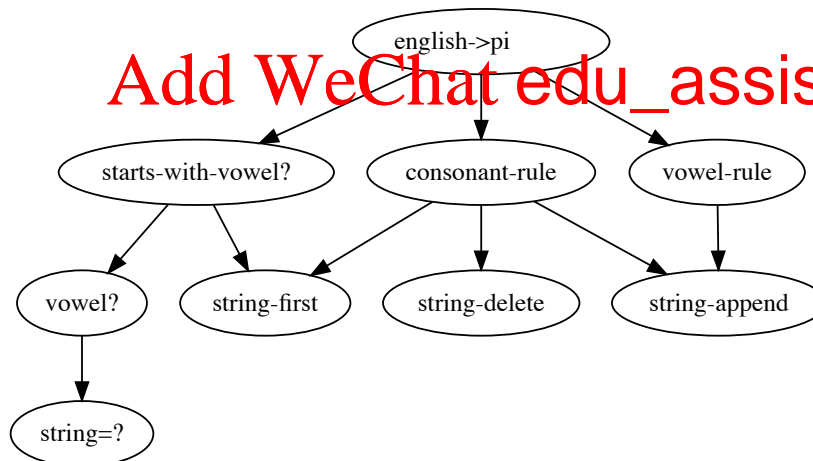 english->pi
Add WeChat edu_assis
starts-with-vowel? consonant-rule vowel-rule
vowel? string-first string-delete string-append
string=?